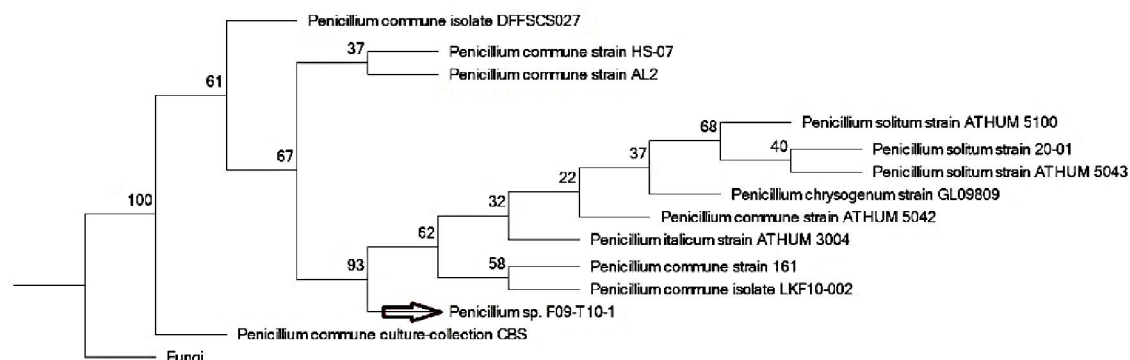 Penicillium commune isolate DFFSCS027
37
Penicillium commune strain HS-07
Penicillium commune strain AL2
61
68
Penicillium solitum strain ATHUM 5100
40
Penicillium solitum strain 20-01
Penicillium solitum strain ATHUM 5043
67
37
22
Penicillium chrysogenum strain GL09809
100
32
Penicillium commune strain ATHUM 5042
62
Penicillium italicum strain ATHUM 3004
93
58
Penicillium commune strain 161
Penicillium commune isolate LKF10-002
Penicillium sp. F09-T10-1
Penicillium commune culture-collection CBS
Fungi